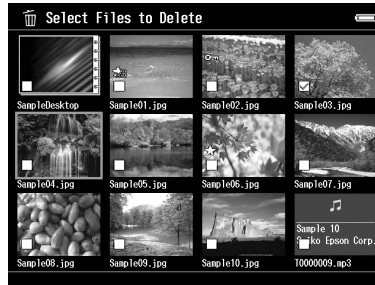 Select Files to Delete
SampleDesktop
Sample01.jpg
Sample02.jpg
Sample03.jpg
Sample04.jpg
Sample05.jpg
Sample06.jpg
Sample07.jpg
Sample 10
Seiko Epson Corp.
Sample08.jpg
Sample09.jpg
Sample10.jpg
T0000009.mp3